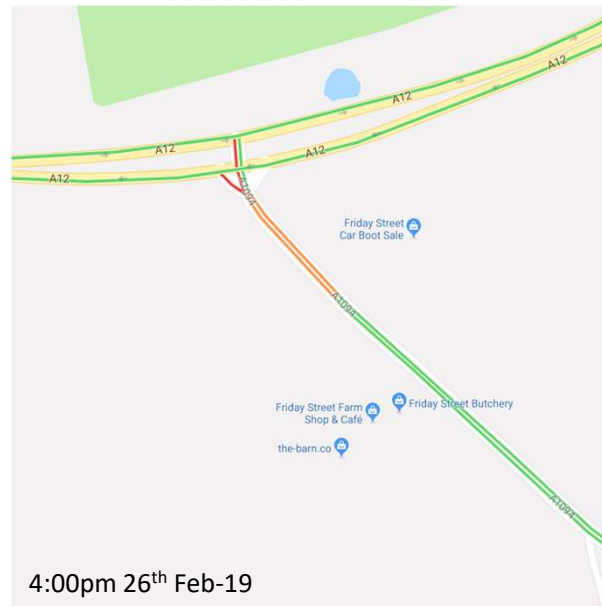 A12
A12
A12
A12
A12
A1094
Friday Street
Car Boot Sale
A1094
Friday Street Farm
Shop & Café
Friday Street Butchery
the-barn.co
A1094
4:00pm 26th Feb-19